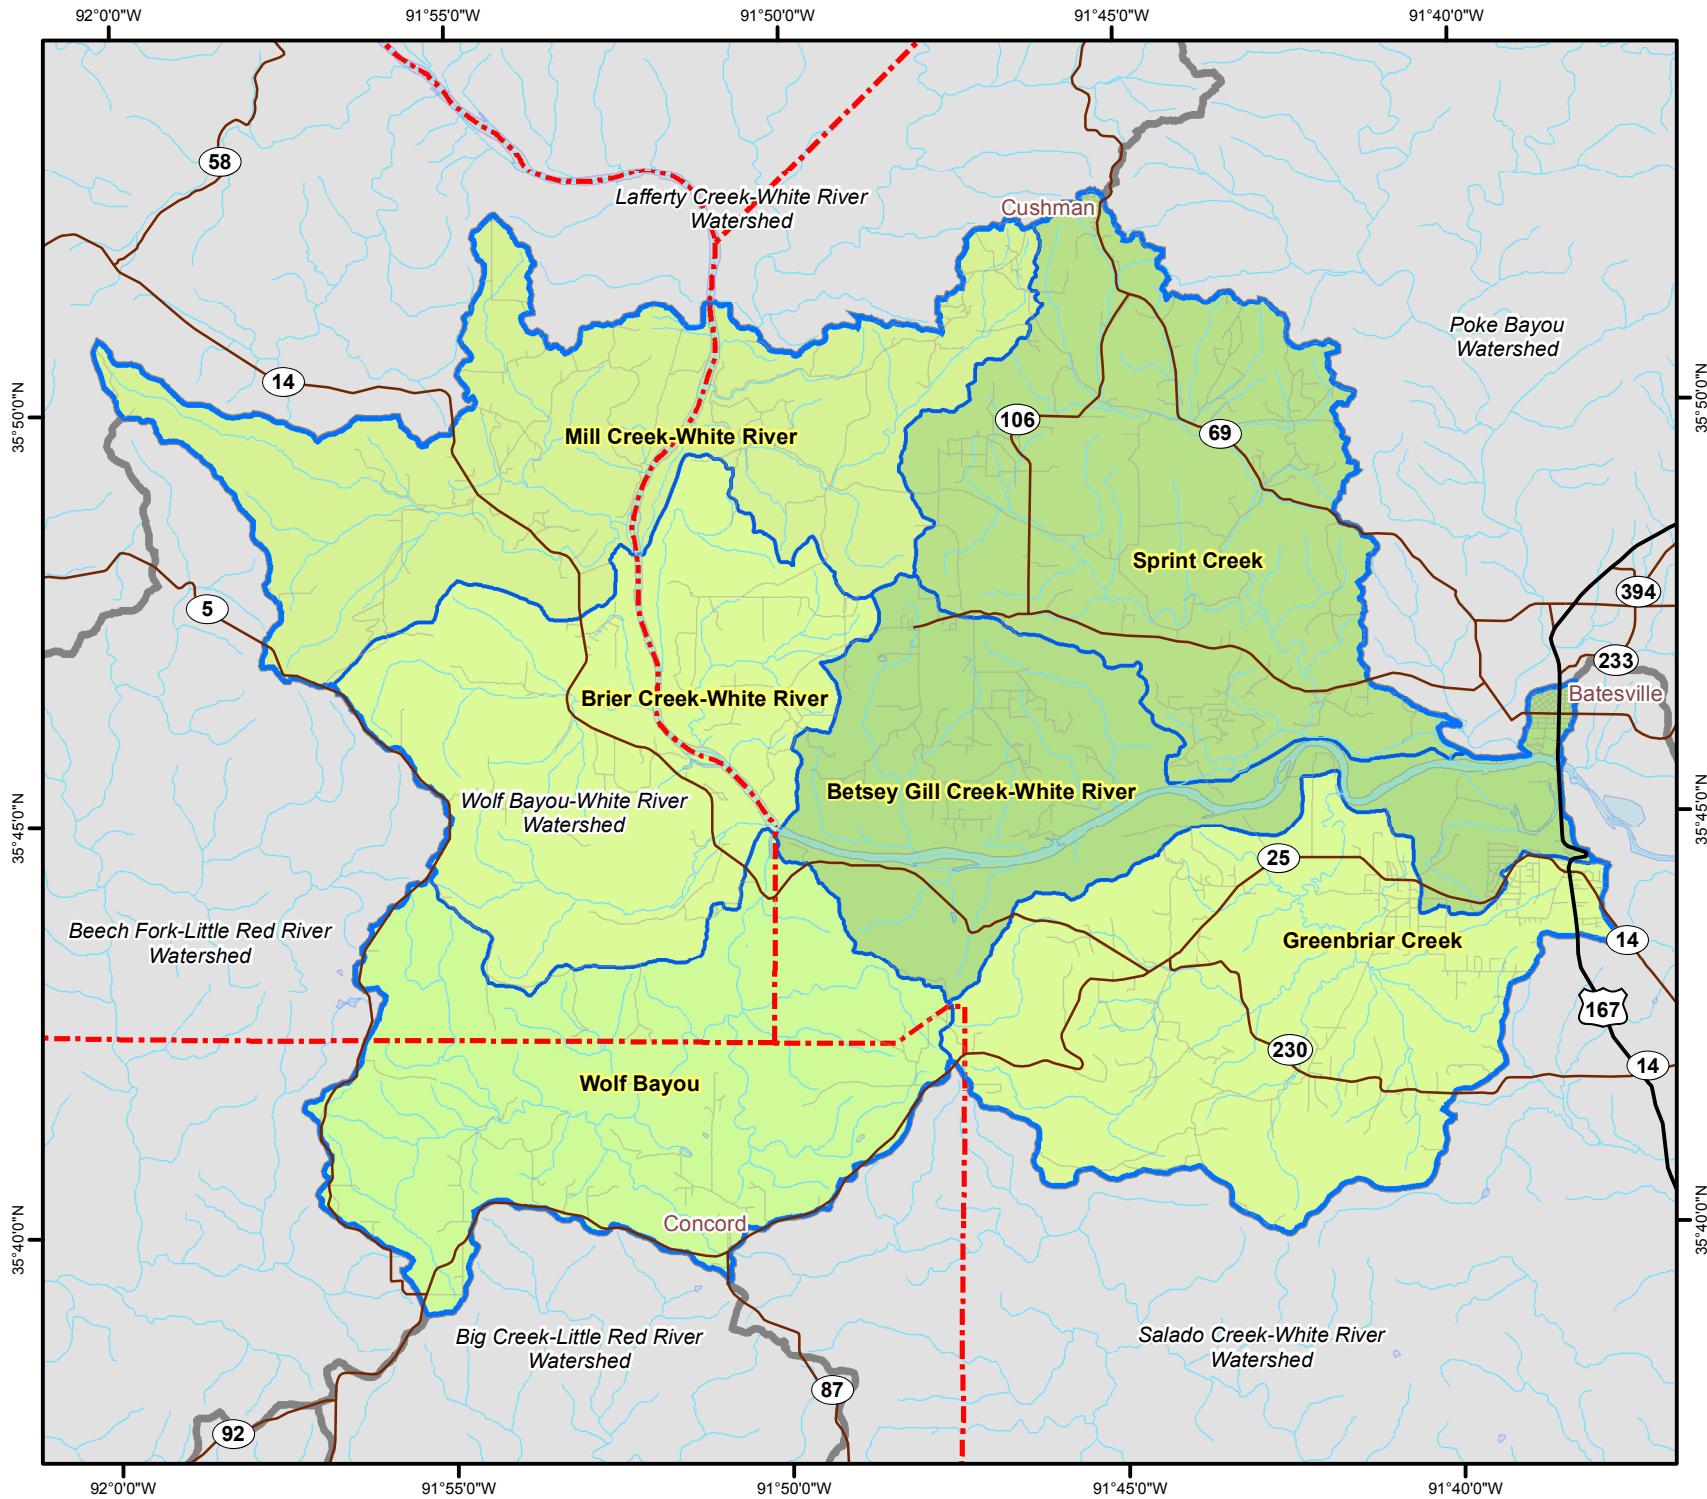 92°0'0"W
91°55'0"W
91°50'0"W
91°45'0"W
91°40'0"W
58
Lafferty Creek-White River
Watershed
Cushman
Poke Bayou
Watershed
14
35°50'0"N
35°50'0"N
106
69
Mill Creek-White River
Sprint Creek
394
5
233
Batesville
Brier Creek-White River
Betsey Gill Creek-White River
Wolf Bayou-White River
Watershed
35°45'0"N
35°45'0"N
25
Beech Fork-Little Red River
Watershed
Greenbriar Creek
14
167
230
14
Wolf Bayou
Concord
35°40'0"N
35°40'0"N
Big Creek-Little Red River
Watershed
Salado Creek-White River
Watershed
87
92
92°0'0"W
91°55'0"W
91°50'0"W
91°45'0"W
91°40'0"W